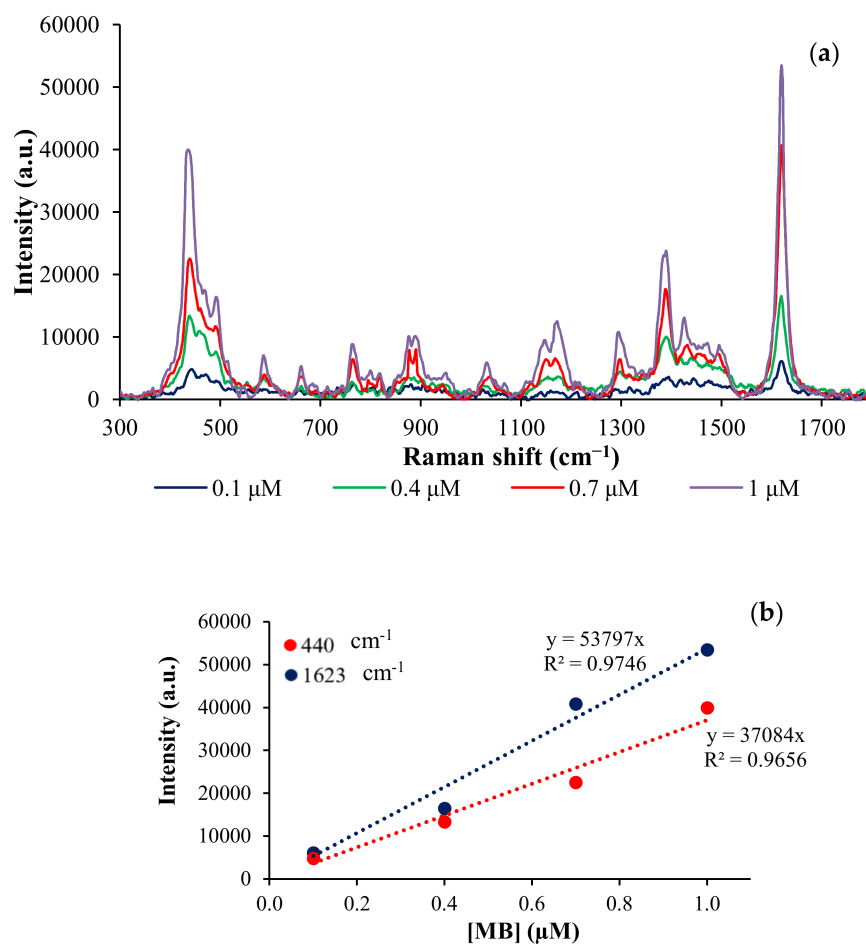 60000
50000
40000
30000
20000
10000
0
(a)
Intensity (a.u.)
300 500 700 900 1100 1300 1500 1700
Raman shift (cm⁻¹)
0.1 μM 0.4 μM 0.7 μM 1 μM
(b)
60000
50000
40000
30000
20000
10000
0
Intensity (a.u.)
440 cm⁻¹
1623 cm⁻¹
y = 53797x
R² = 0.9746
y = 37084x
R² = 0.9656
0.0 0.2 0.4 0.6 0.8 1.0
[MB] (μM)